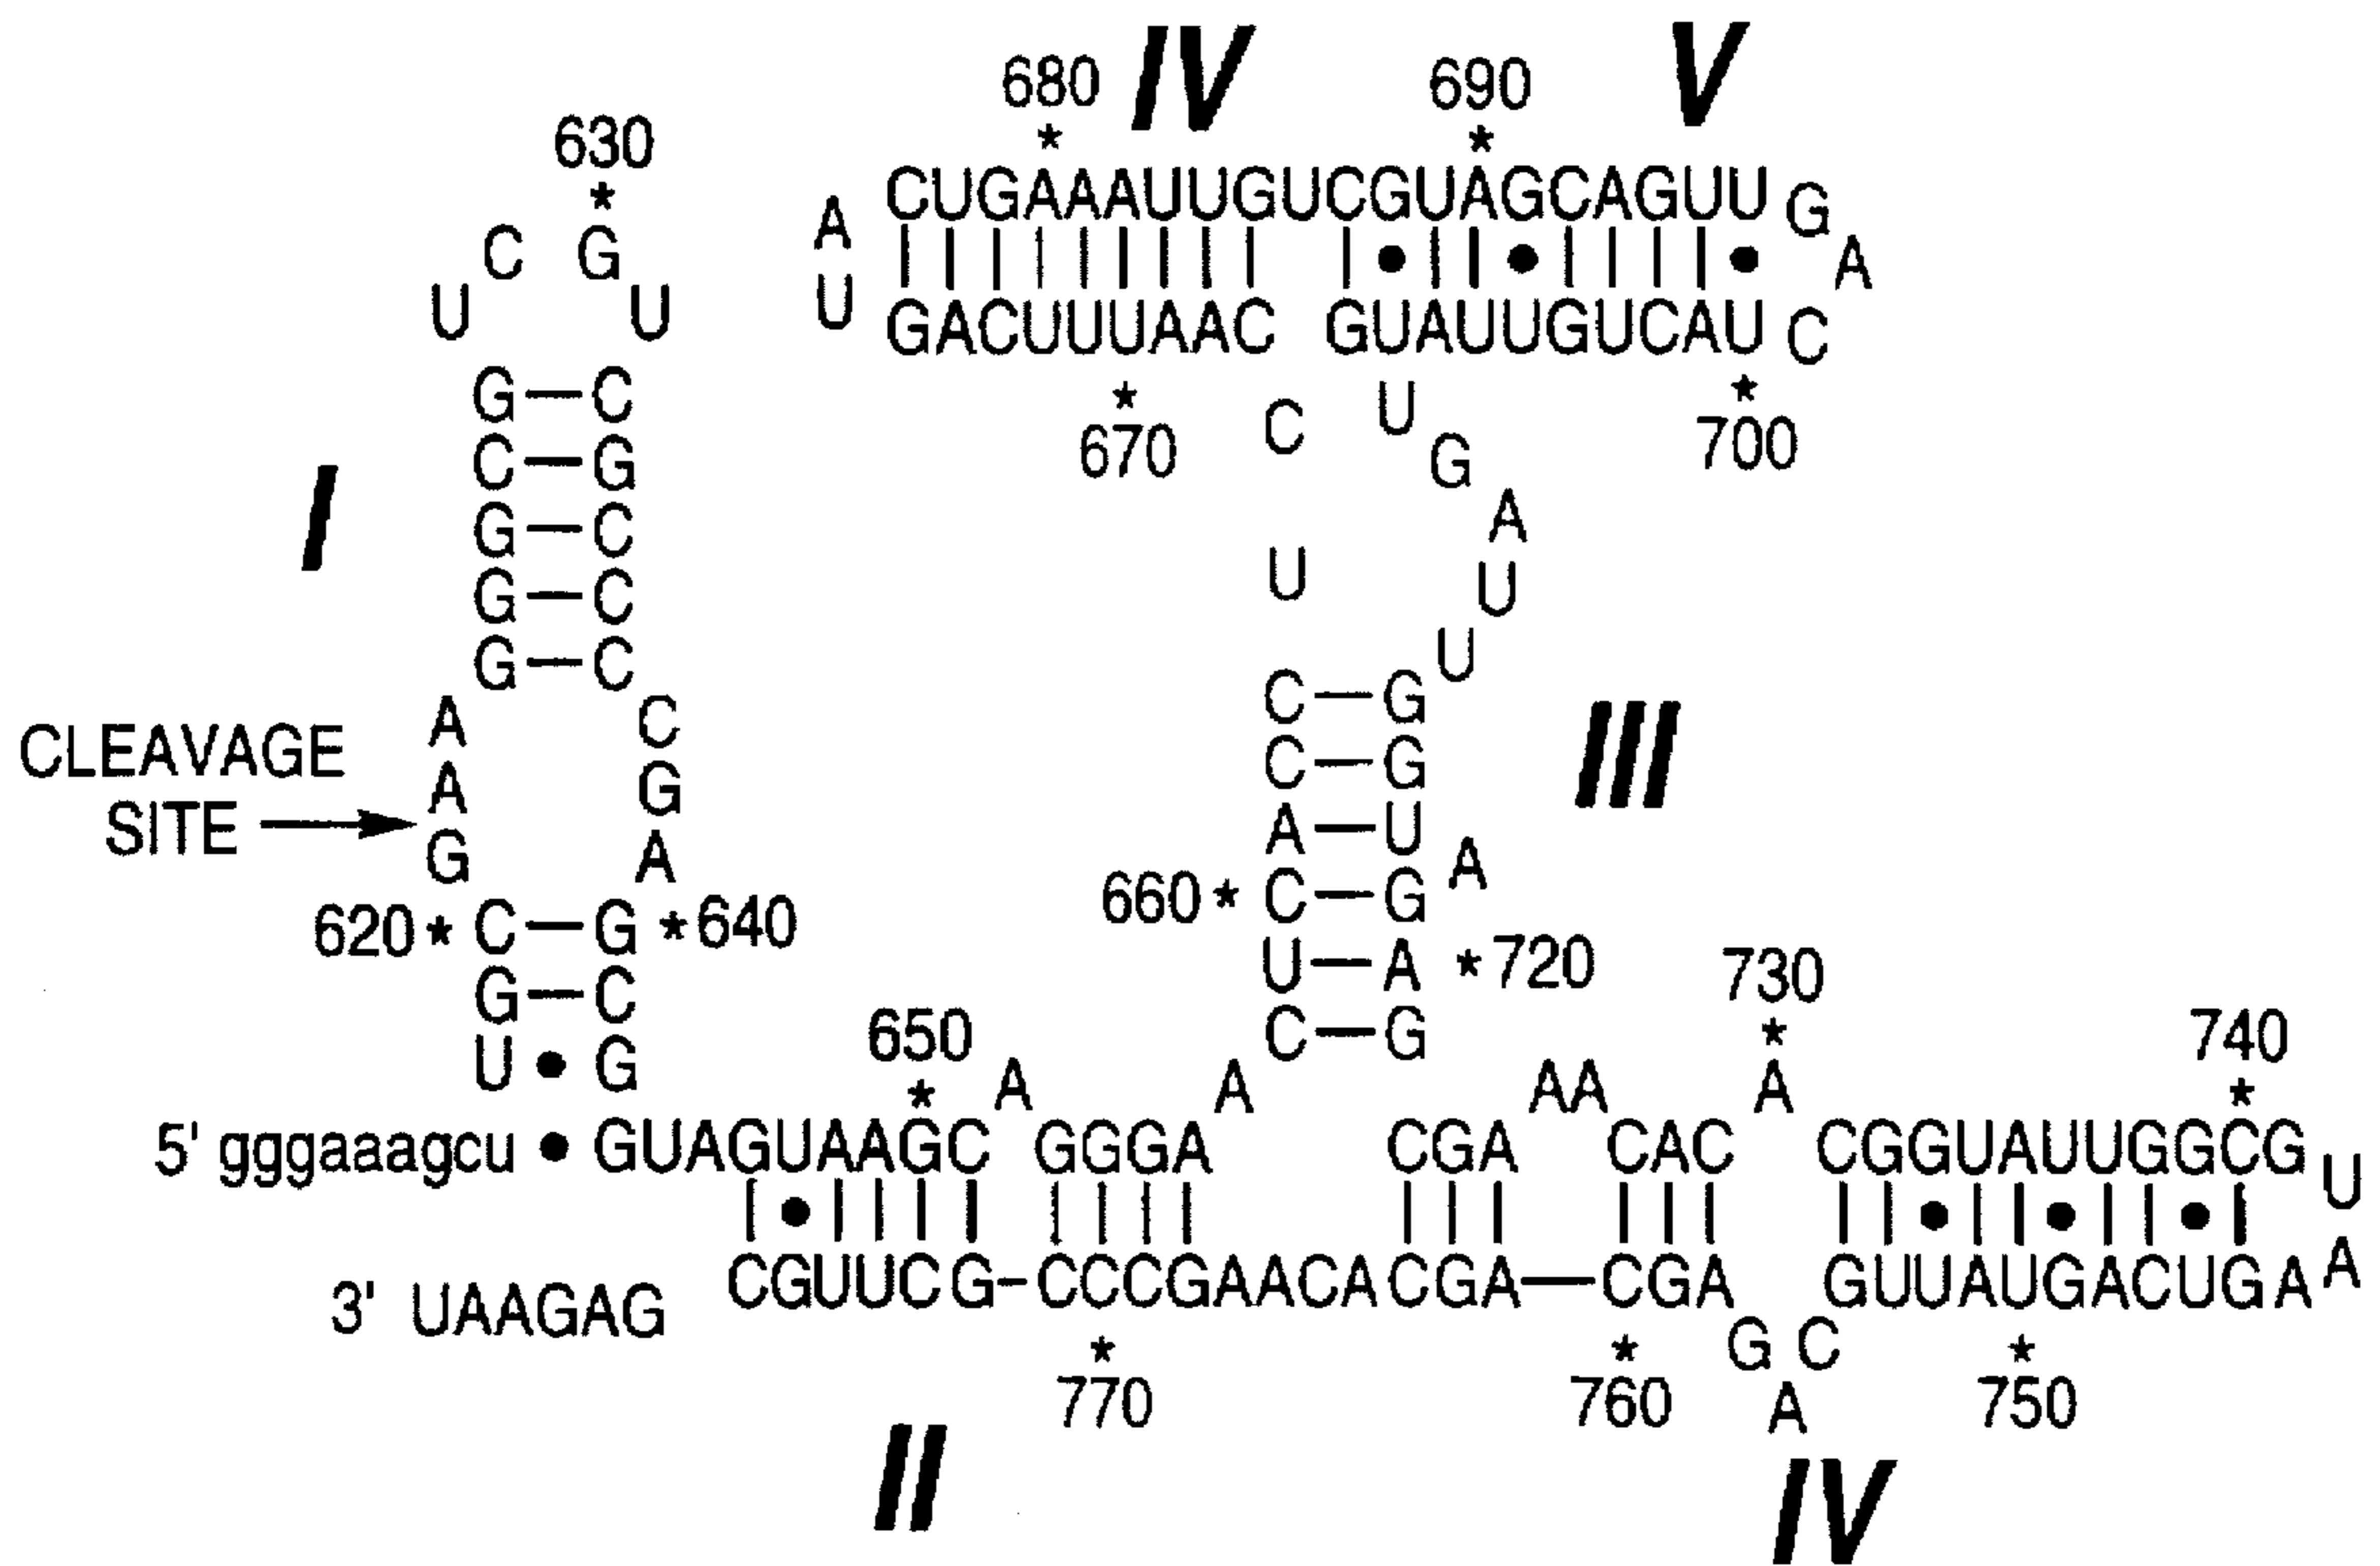 IV V
680 690
630
* *
*
CUGAAAUUGUCGUAGCAGUU G
A
C G
A
U U
U
GACUUUAAC GUAUUGUCAU C
* *
670 700
G C
C U
G
C G
I
G C
A
U U
G C
U
G C
C G
A C
III
CLEAVAGE
C G
A G
SITE
A U A
G A
660 * C G
620 * C G * 640
U A * 720
730
G C
C G
650 * 740
U G
* A A AA A *
5' gggaaagcu GUAGUAAGC GGGA CGA CAC CGGUAUUGGCG
U
3' UAAGAG CGUUCG-CCCGAACACGA—CGA GUUAUGACUGA A
A
G C
* * *
A
770 760 750
II
IV